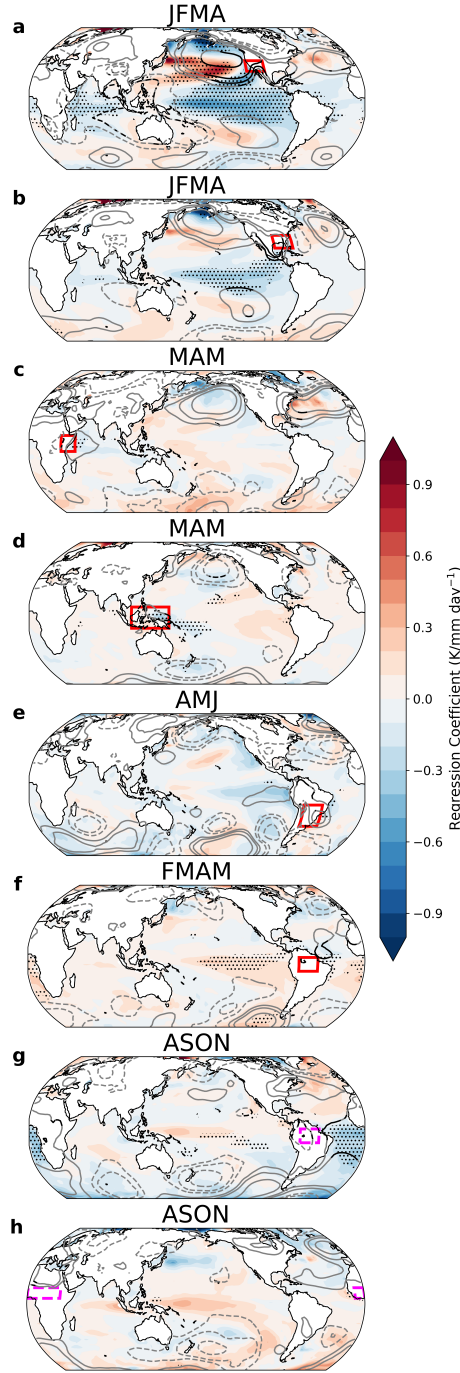 JFMA
a
JFMA
b
MAM
c
MAM
d
AMJ
e
FMAM
f
ASON
g
ASON
h
0.9
0.6
0.3
0.0
−0.3
−0.6
−0.9
Regression Coefficient (K/mm day⁻¹)